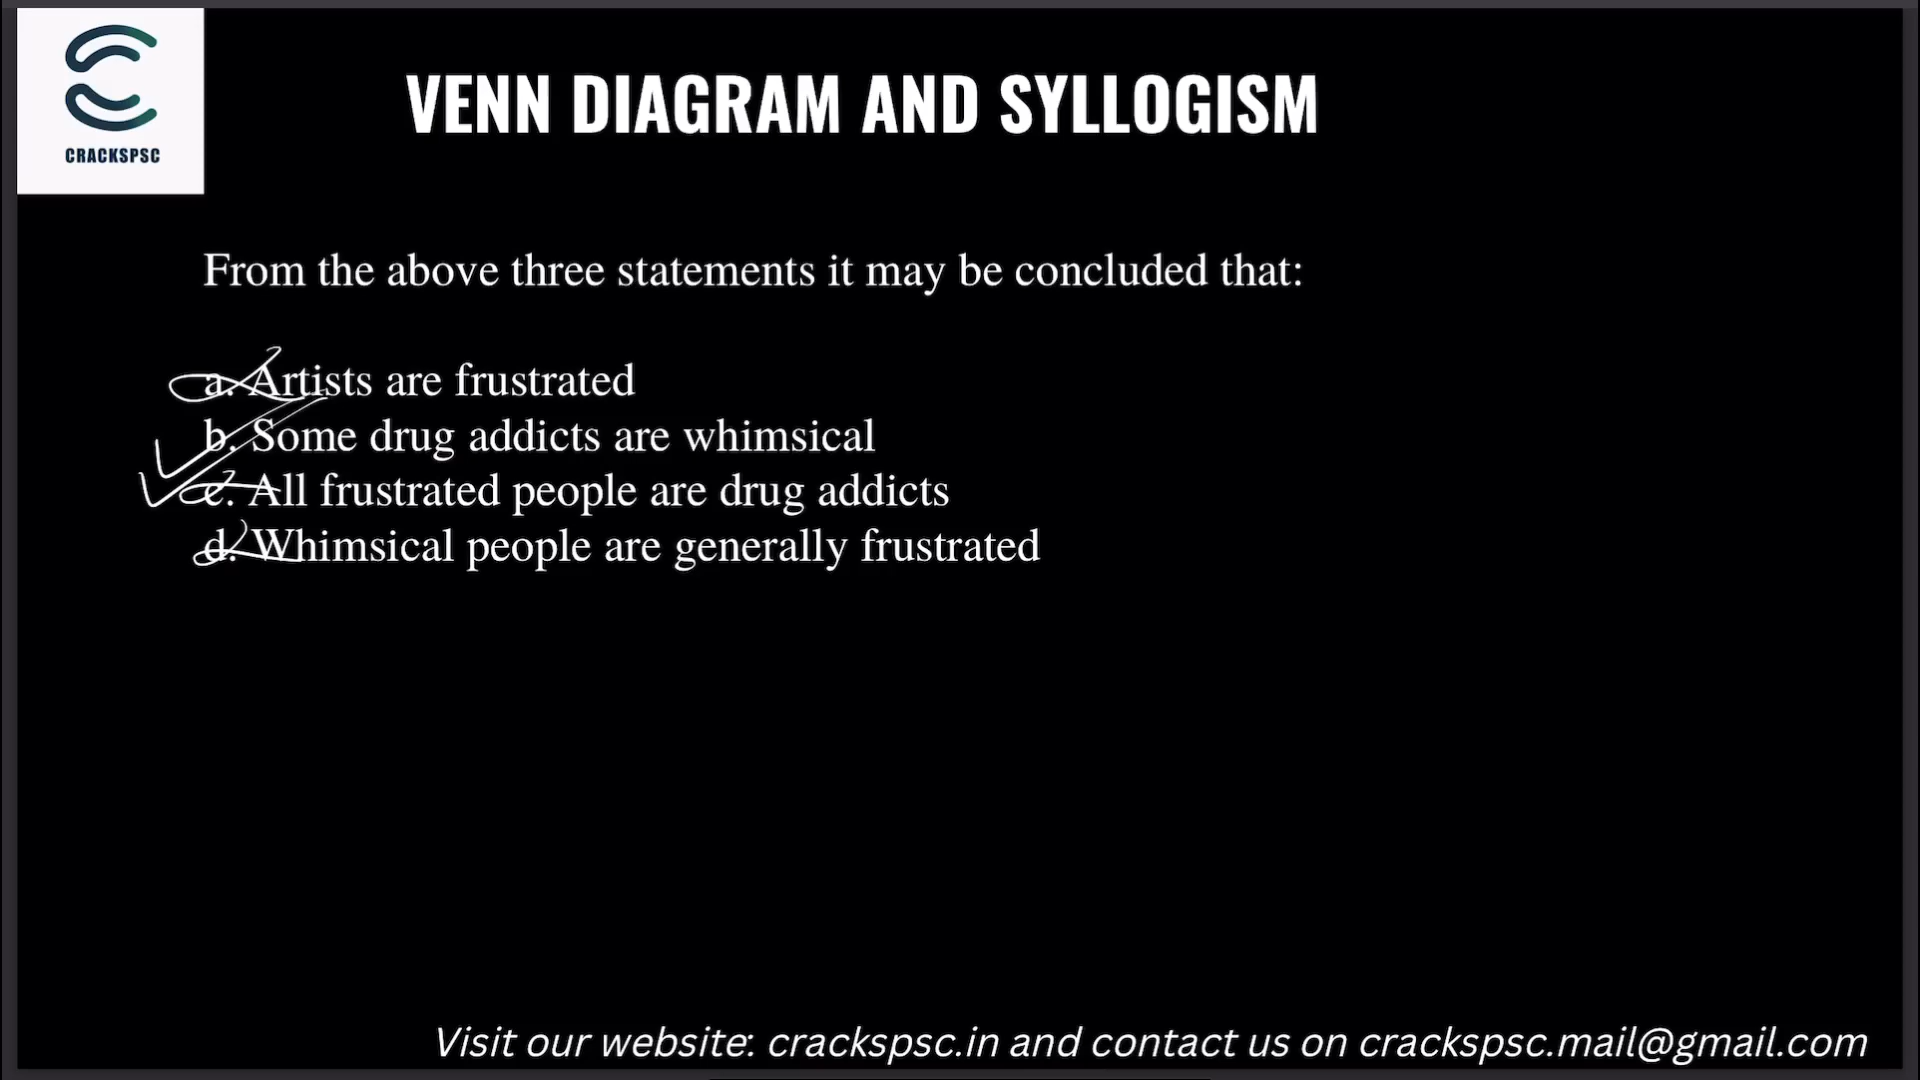 CRACKSPSC
VENN DIAGRAM AND SYLLOGISM
From the above three statements it may be concluded that:
a. Artists are frustrated
b. Some drug addicts are whimsical
c. All frustrated people are drug addicts
d. Whimsical people are generally frustrated
Visit our website: crackspsc.in and contact us on crackspsc.mail@gmail.com